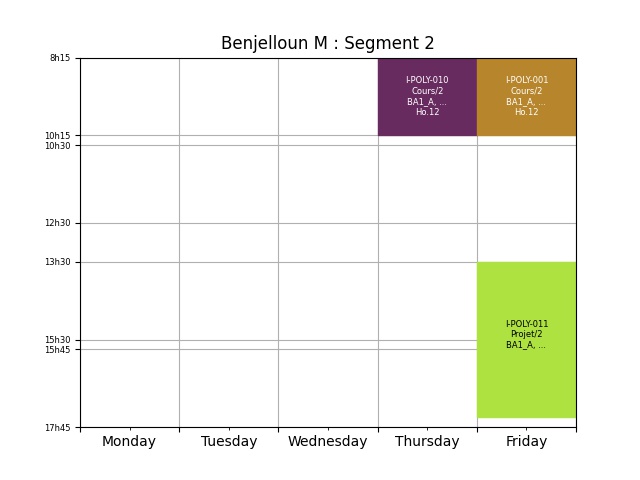 Benjelloun M : Segment 2
8h15
I-POLY-010
Cours/2
BA1_A, ...
Ho.12
I-POLY-001
Cours/2
BA1_A, ...
Ho.12
10h15
10h30
12h30
13h30
I-POLY-011
Projet/2
BA1_A, ...
15h30
15h45
17h45
Monday
Tuesday
Wednesday
Thursday
Friday